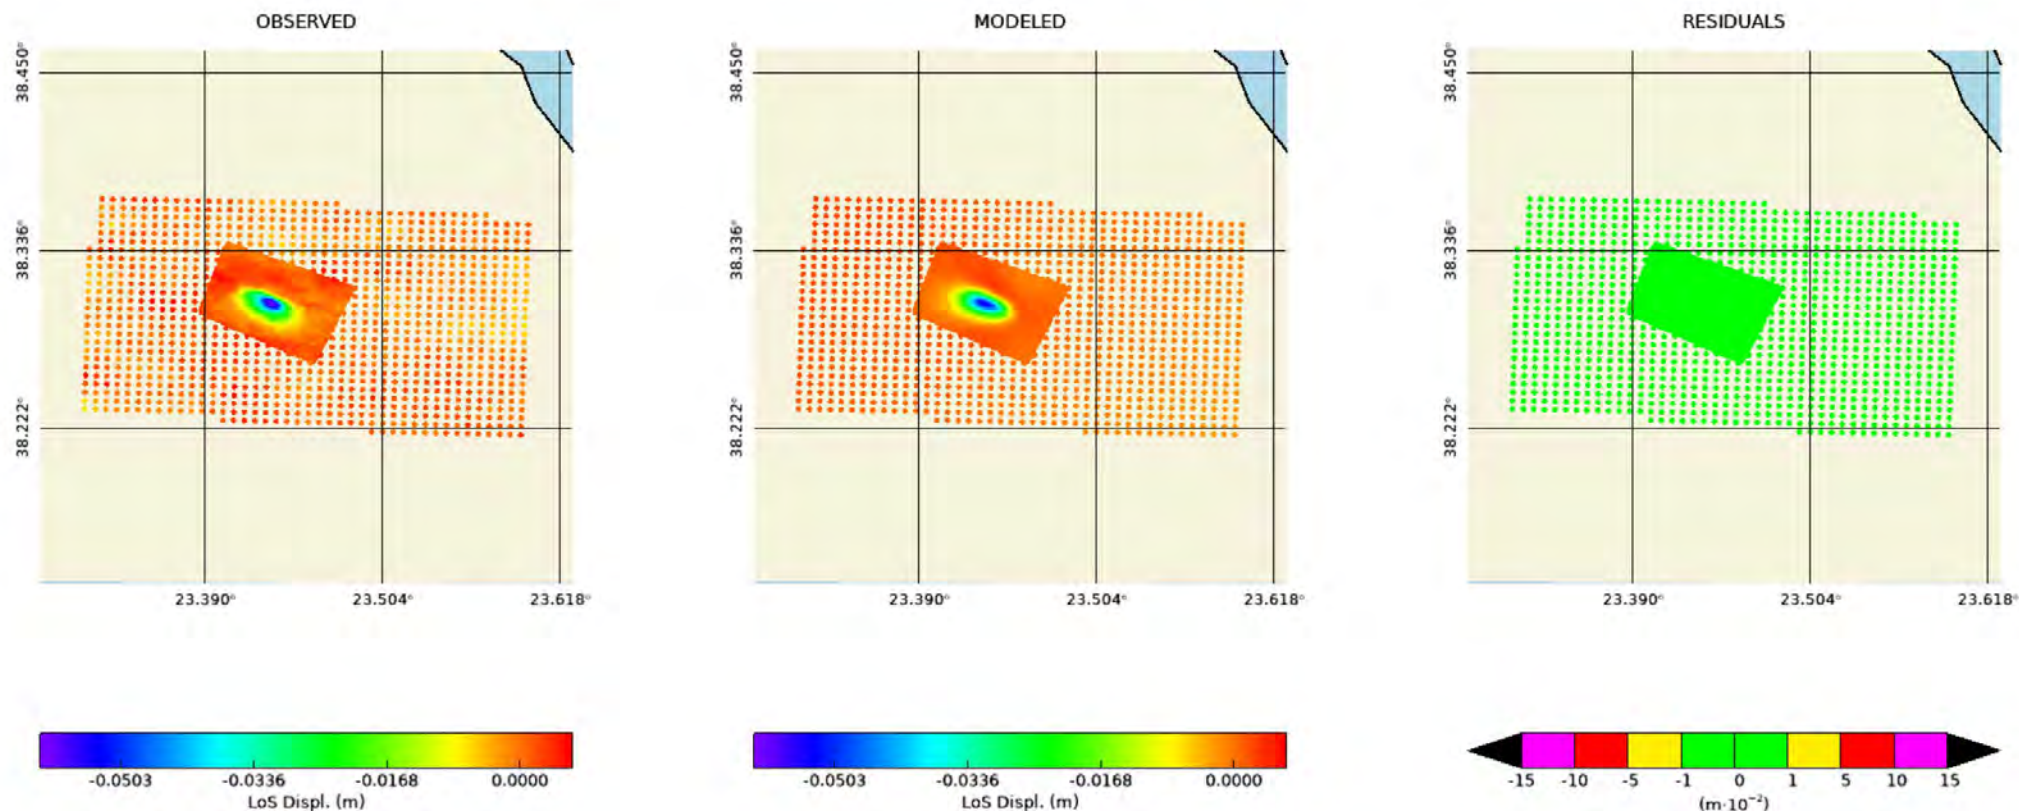 OBSERVED
MODELED
RESIDUALS
38.450°
38.336°
38.222°
23.390° 23.504° 23.618°
38.450°
38.336°
38.222°
23.390° 23.504° 23.618°
38.450°
38.336°
38.222°
23.390° 23.504° 23.618°
-0.0503 -0.0336 -0.0168 0.0000
LoS Displ. (m)
-0.0503 -0.0336 -0.0168 0.0000
LoS Displ. (m)
-15 -10 -5 -1 0 1 5 10 15
(m·10⁻²)